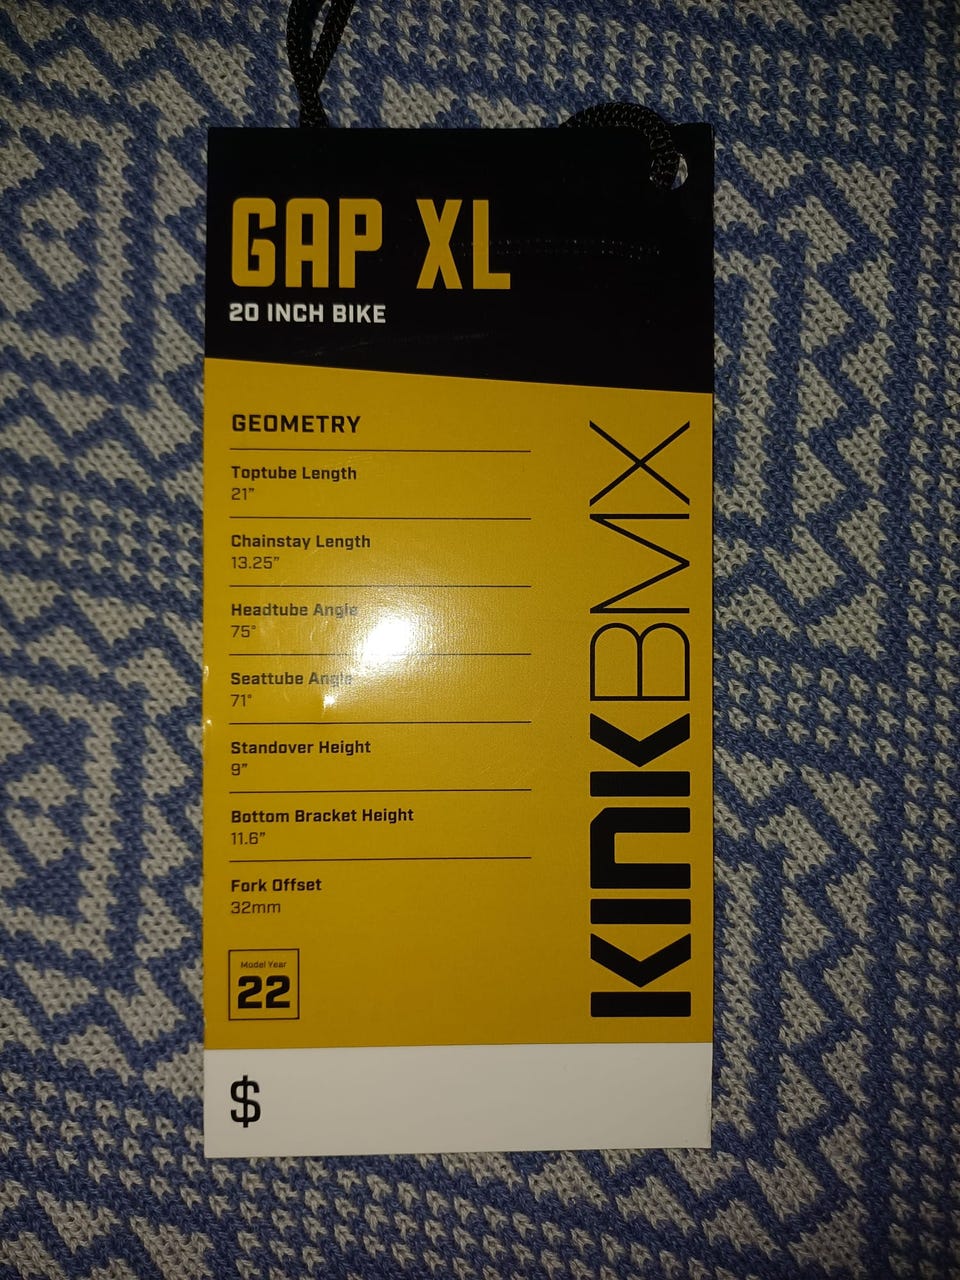 GAP XL
20 INCH BIKE
GEOMETRY
Toptube Length
21"
Chainstay Length
13.25"
Headtube Angle
75°
Seattube Angle
71°
Standover Height
9"
Bottom Bracket Height
11.6"
Fork Offset
32mm
Model Year
22
KINKBMX
$